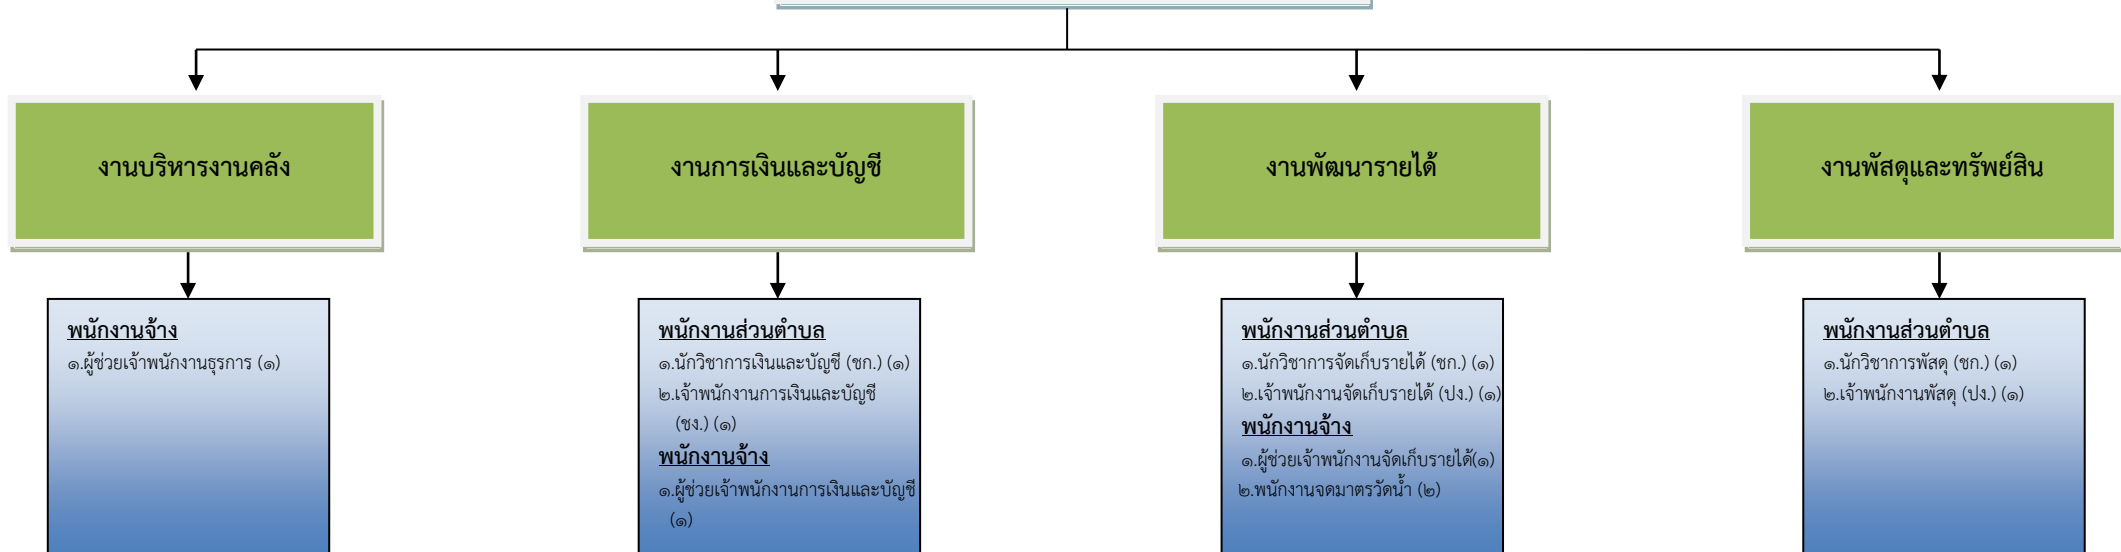 งานบริหารงานคลัง
งานการเงินและบัญชี
งานพัฒนารายได้
งานพัสดุและทรัพย์สิน
พนักงานจ้าง
๑.ผู้ช่วยเจ้าพนักงานธุรการ (๑)
พนักงานส่วนตำบล
๑.นักวิชาการเงินและบัญชี (ชก.) (๑)
๒.เจ้าพนักงานการเงินและบัญชี
(ชง.) (๑)
พนักงานจ้าง
๑.ผู้ช่วยเจ้าพนักงานการเงินและบัญชี
(๑)
พนักงานส่วนตำบล
๑.นักวิชาการจัดเก็บรายได้ (ชก.) (๑)
๒.เจ้าพนักงานจัดเก็บรายได้ (ปง.) (๑)
พนักงานจ้าง
๑.ผู้ช่วยเจ้าพนักงานจัดเก็บรายได้(๑)
๒.พนักงานจดมาตรวัดน้ำ (๒)
พนักงานส่วนตำบล
๑.นักวิชาการพัสดุ (ชก.) (๑)
๒.เจ้าพนักงานพัสดุ (ปง.) (๑)